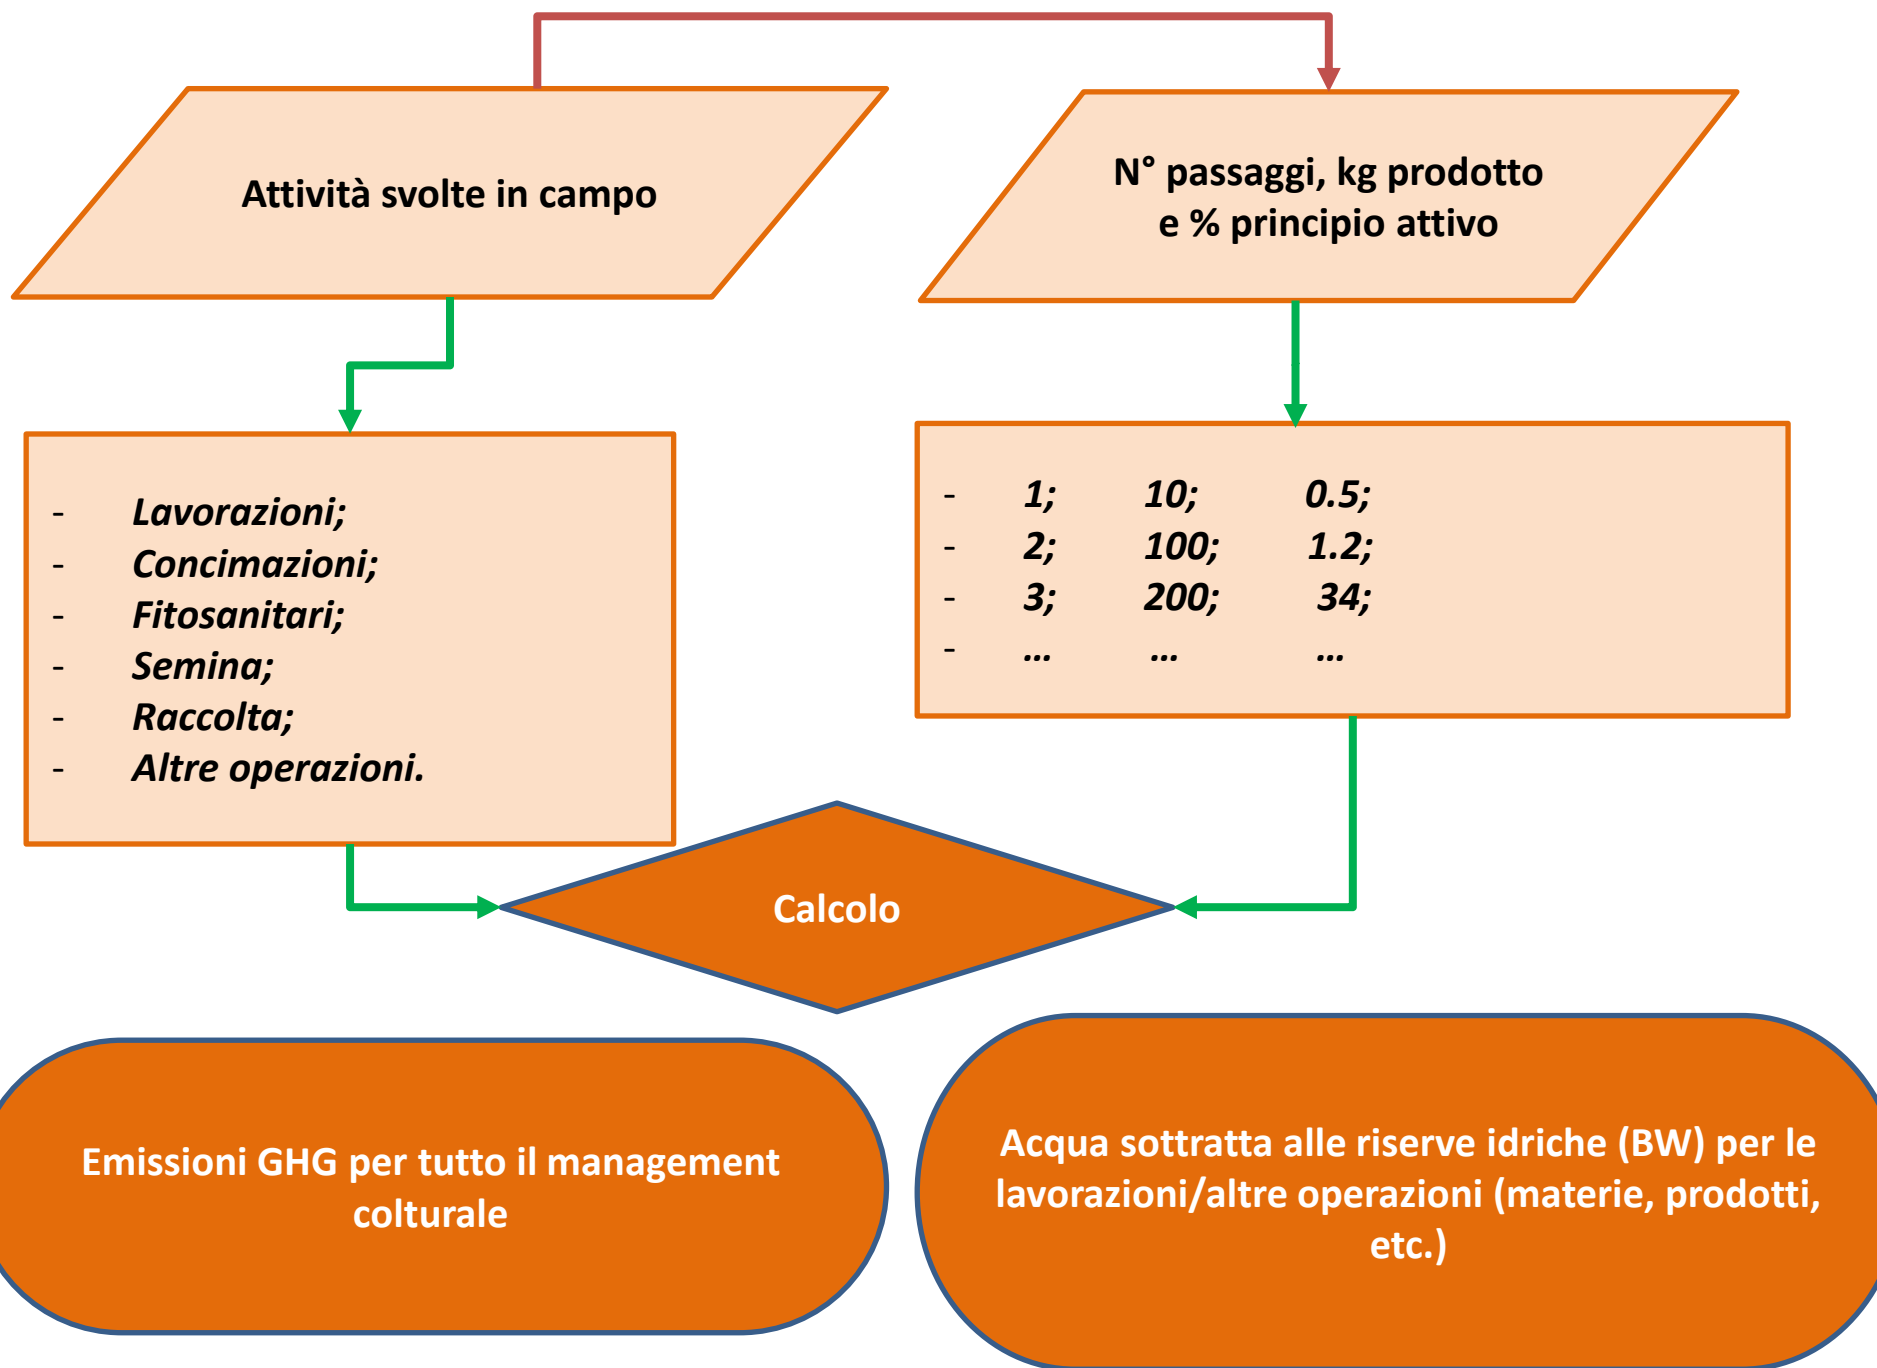 Attività svolte in campo
N° passaggi, kg prodotto
e % principio attivo
- Lavorazioni;
- Concimazioni;
- Fitosanitari;
- Semina;
- Raccolta;
- Altre operazioni.
- 1; 10; 0.5;
- 2; 100; 1.2;
- 3; 200; 34;
- ... ... ...
Calcolo
Emissioni GHG per tutto il management
colturale
Acqua sottratta alle riserve idriche (BW) per le
lavorazioni/altre operazioni (materie, prodotti,
etc.)